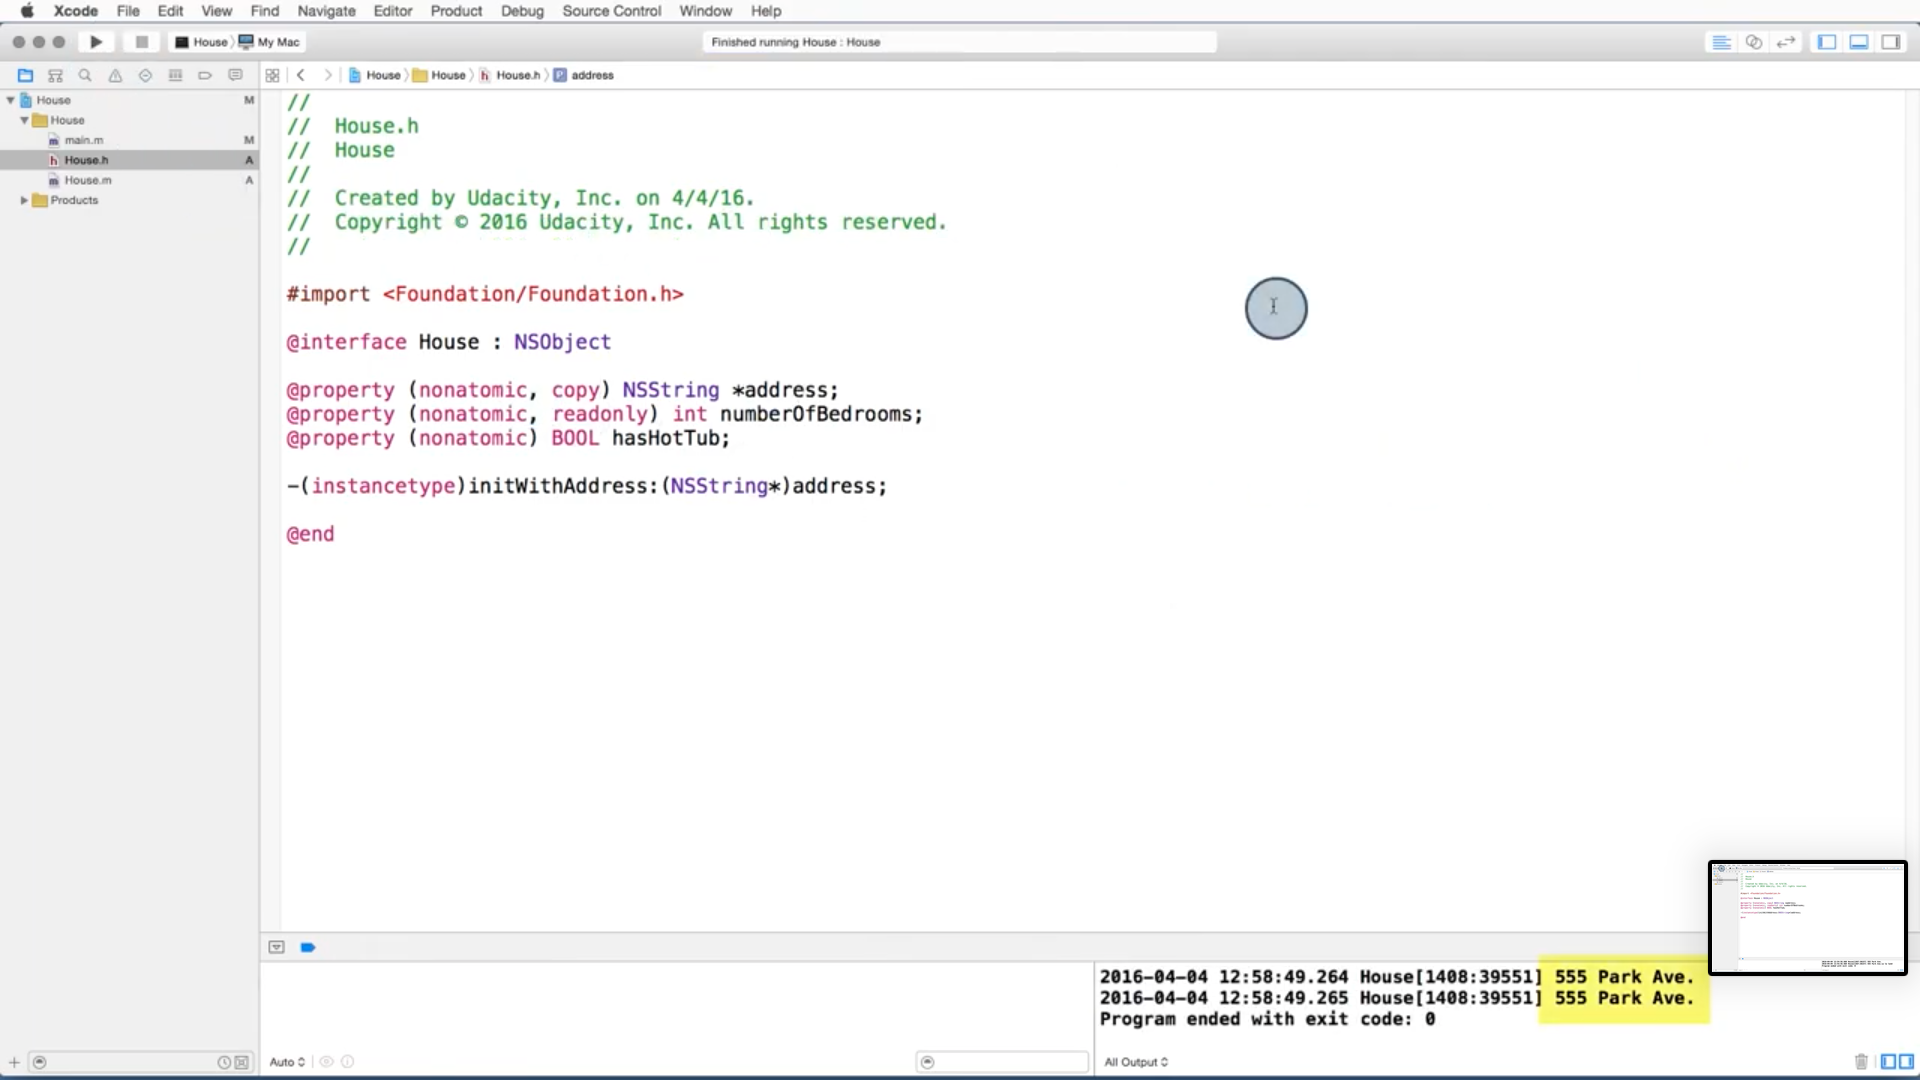 Xcode File Edit View Find Navigate Editor Product Debug Source Control Window Help
House My Mac
Finished running House : House
House House House.h address
House M
House
main.m M
House.h A
House.m A
Products
//
// House.h
// House
//
// Created by Udacity, Inc. on 4/4/16.
// Copyright © 2016 Udacity, Inc. All rights reserved.
//
#import <Foundation/Foundation.h>
@interface House : NSObject
@property (nonatomic, copy) NSString *address;
@property (nonatomic, readonly) int numberOfBedrooms;
@property (nonatomic) BOOL hasHotTub;
-(instancetype)initWithAddress:(NSString*)address;
@end
2016-04-04 12:58:49.264 House[1408:39551] 555 Park Ave.
2016-04-04 12:58:49.265 House[1408:39551] 555 Park Ave.
Program ended with exit code: 0
Auto
All Output